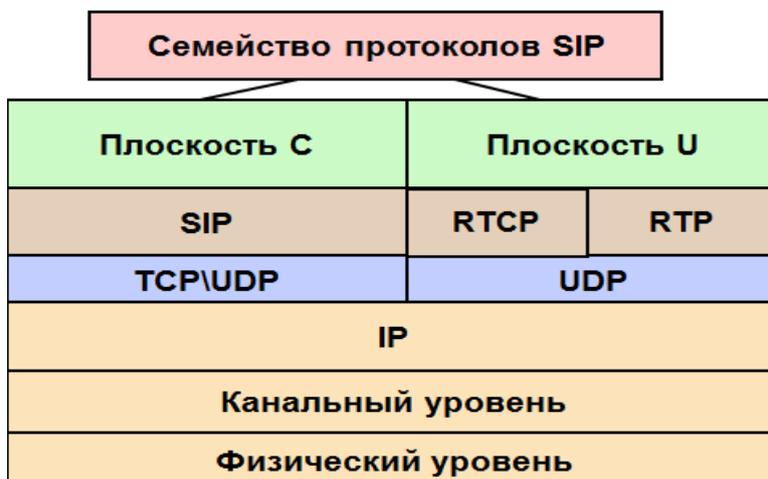 Семейство протоколов SIP
Плоскость C
Плоскость U
SIP
RTCP
RTP
TCP\UDP
UDP
IP
Канальный уровень
Физический уровень